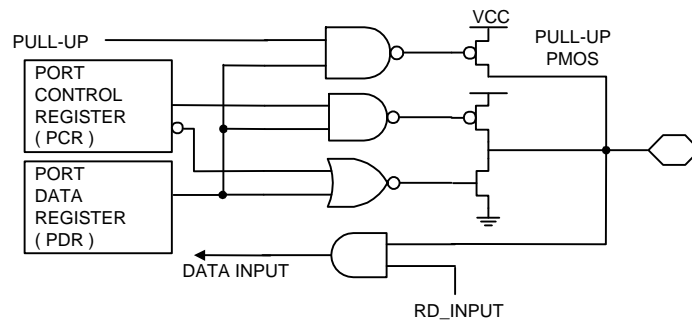 VCC
PULL-UP
PULL-UP
PMOS
PORT
CONTROL
REGISTER
( PCR )
PORT
DATA
REGISTER
( PDR )
DATA INPUT
RD_INPUT